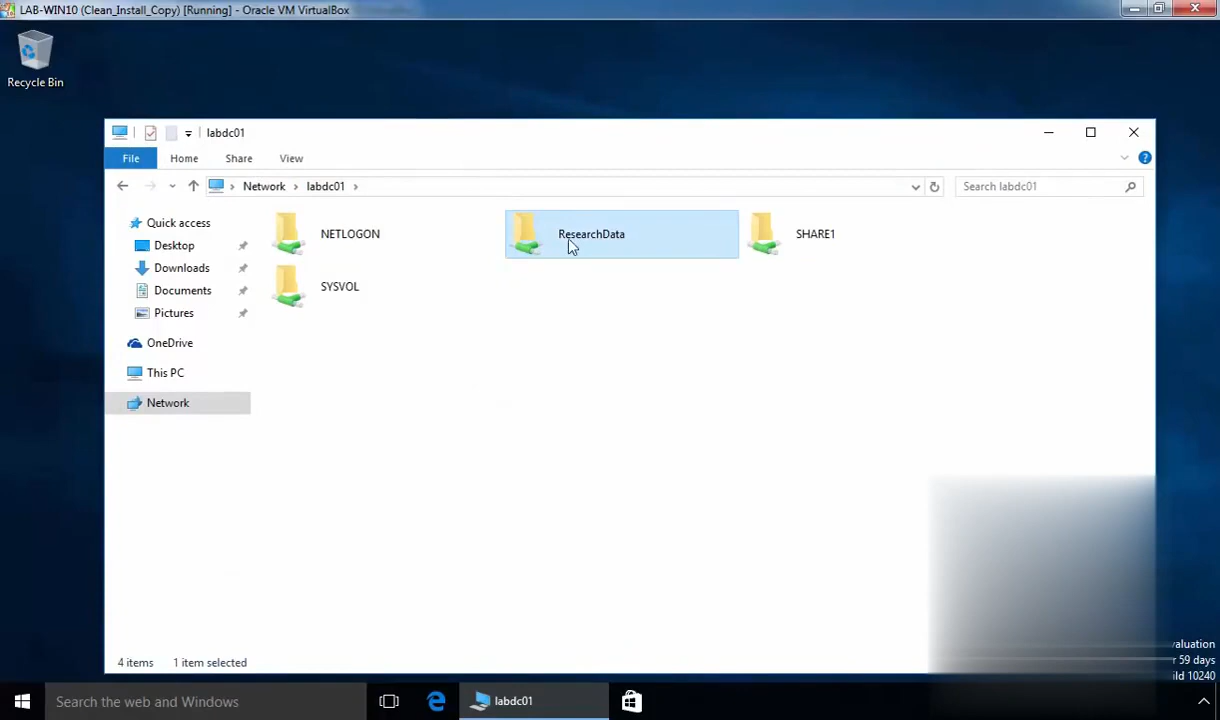 LAB-WIN10 (Clean_Install_Copy) [Running] - Oracle VM VirtualBox
Recycle Bin
labdc01
File Home Share View
Network labdc01
Search labdc01
Quick access
Desktop
Downloads
Documents
Pictures
OneDrive
This PC
Network
NETLOGON
ResearchData
SHARE1
SYSVOL
4 items 1 item selected
59 days
10240
Search the web and Windows
labdc01